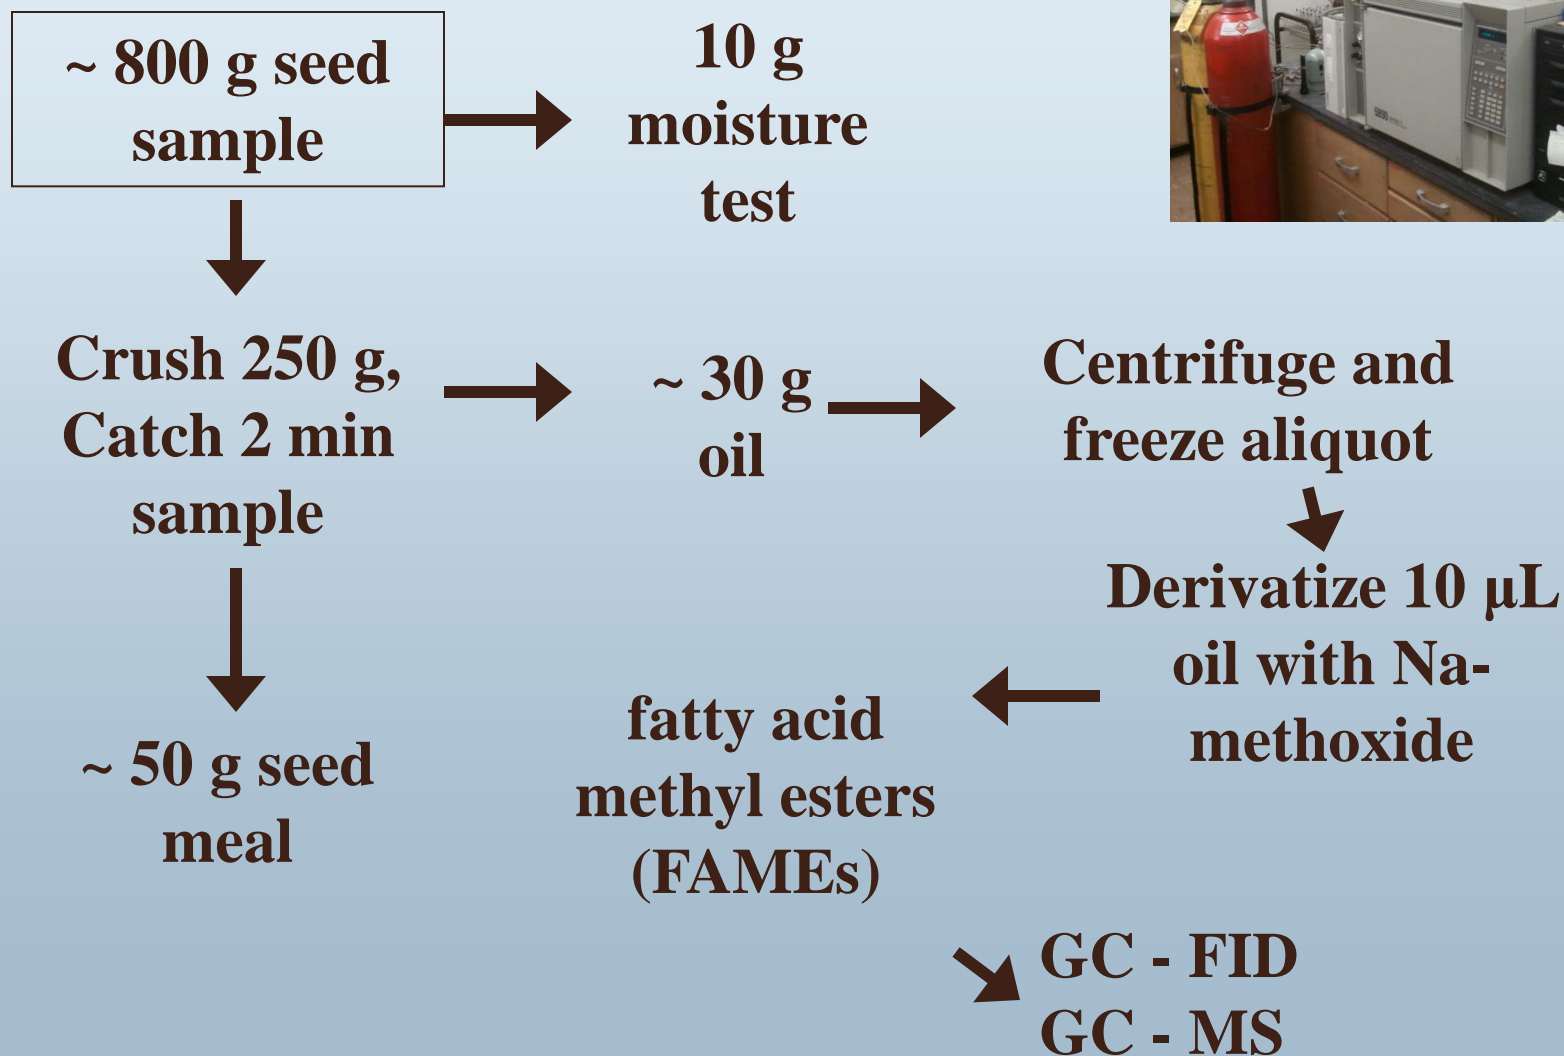 ~ 800 g seed
sample
10 g
moisture
test
5890
Crush 250 g,
Catch 2 min
sample
~ 30 g
oil
Centrifuge and
freeze aliquot
Derivatize 10 µL
oil with Na-
methoxide
fatty acid
methyl esters
(FAMEs)
~ 50 g seed
meal
GC - FID
GC - MS